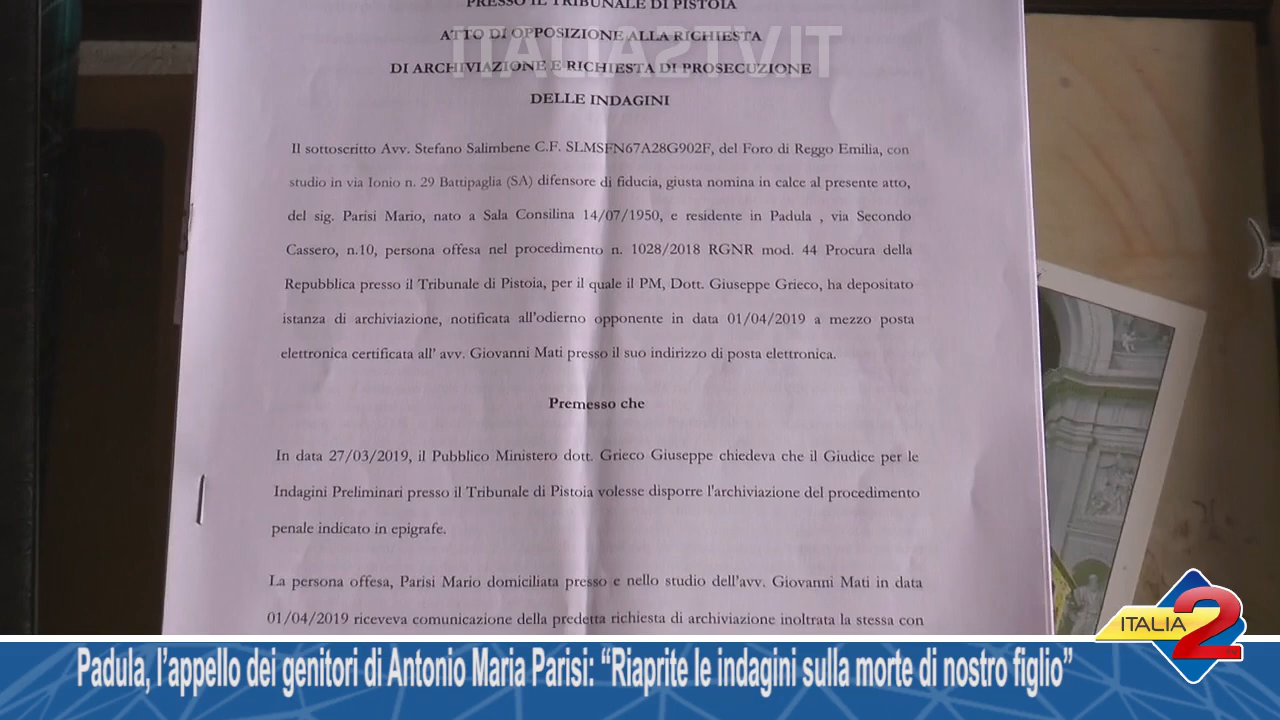 PRESSO IL TRIBUNALE DI PISTOIA
ATTO DI OPPOSIZIONE ALLA RICHIESTA
DI ARCHIVIAZIONE E RICHIESTA DI PROSECUZIONE
DELLE INDAGINI
Il sottoscritto Avv. Stefano Salimbene C.F. SLMSFN67A28G902F, del Foro di Reggo Emilia, con
studio in via Ionio n. 29 Battipaglia (SA) difensore di fiducia, giusta nomina in calce al presente atto,
del sig. Parisi Mario, nato a Sala Consilina 14/07/1950, e residente in Padula , via Secondo
Cassero, n.10, persona offesa nel procedimento n. 1028/2018 RGNR mod. 44 Procura della
Repubblica presso il Tribunale di Pistoia, per il quale il PM, Dott. Giuseppe Grieco, ha depositato
istanza di archiviazione, notificata all'odierno opponente in data 01/04/2019 a mezzo posta
elettronica certificata all' avv. Giovanni Mati presso il suo indirizzo di posta elettronica.
Premesso che
In data 27/03/2019, il Pubblico Ministero dott. Grieco Giuseppe chiedeva che il Giudice per le
Indagini Preliminari presso il Tribunale di Pistoia volesse disporre l'archiviazione del procedimento
penale indicato in epigrafe.
La persona offesa, Parisi Mario domiciliata presso e nello studio dell'avv. Giovanni Mati in data
01/04/2019 riceveva comunicazione della predetta richiesta di archiviazione inoltrata la stessa con
ITALIA 2
Padula, l'appello dei genitori di Antonio Maria Parisi: “Riaprite le indagini sulla morte di nostro figlio”